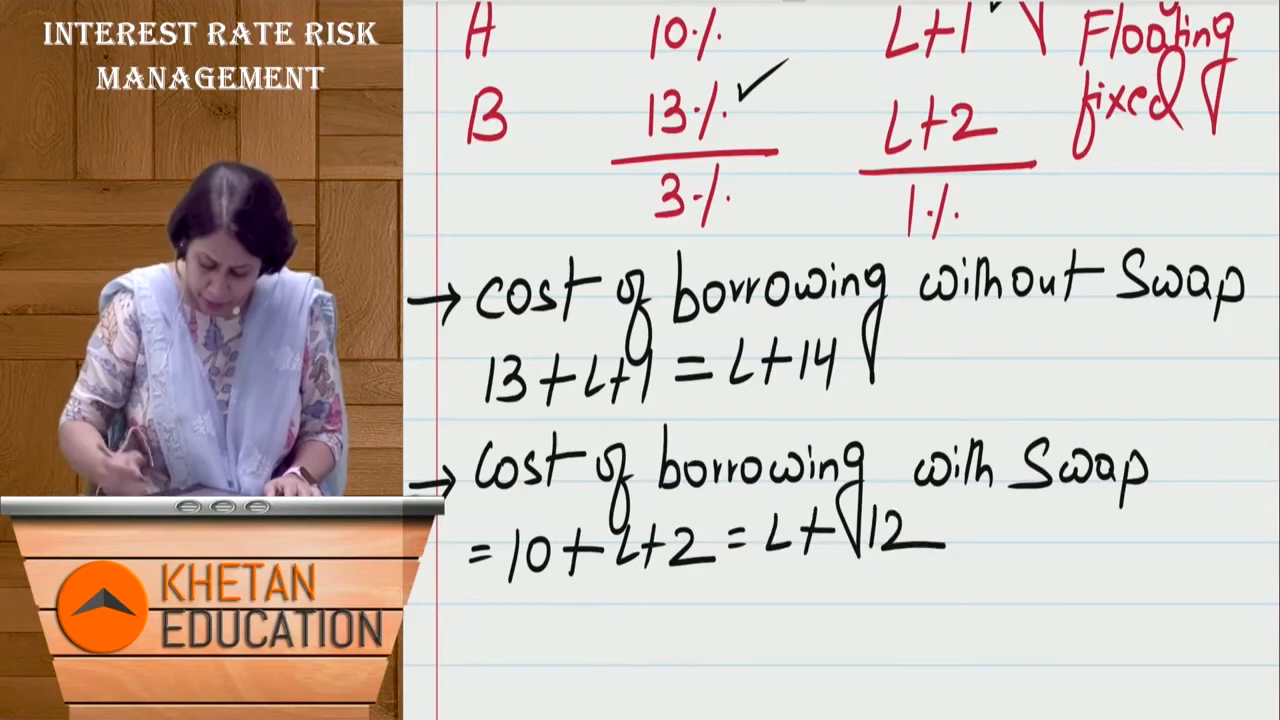 INTEREST RATE RISK
MANAGEMENT
A 10% L+1 ✓ Floating
B 13% ✓ L+2 fixed
3% 1%
→ cost of borrowing without Swap
13+L+1 = L+14
→ cost of borrowing with Swap
= 10+L+2 = L+12
KHETAN
EDUCATION